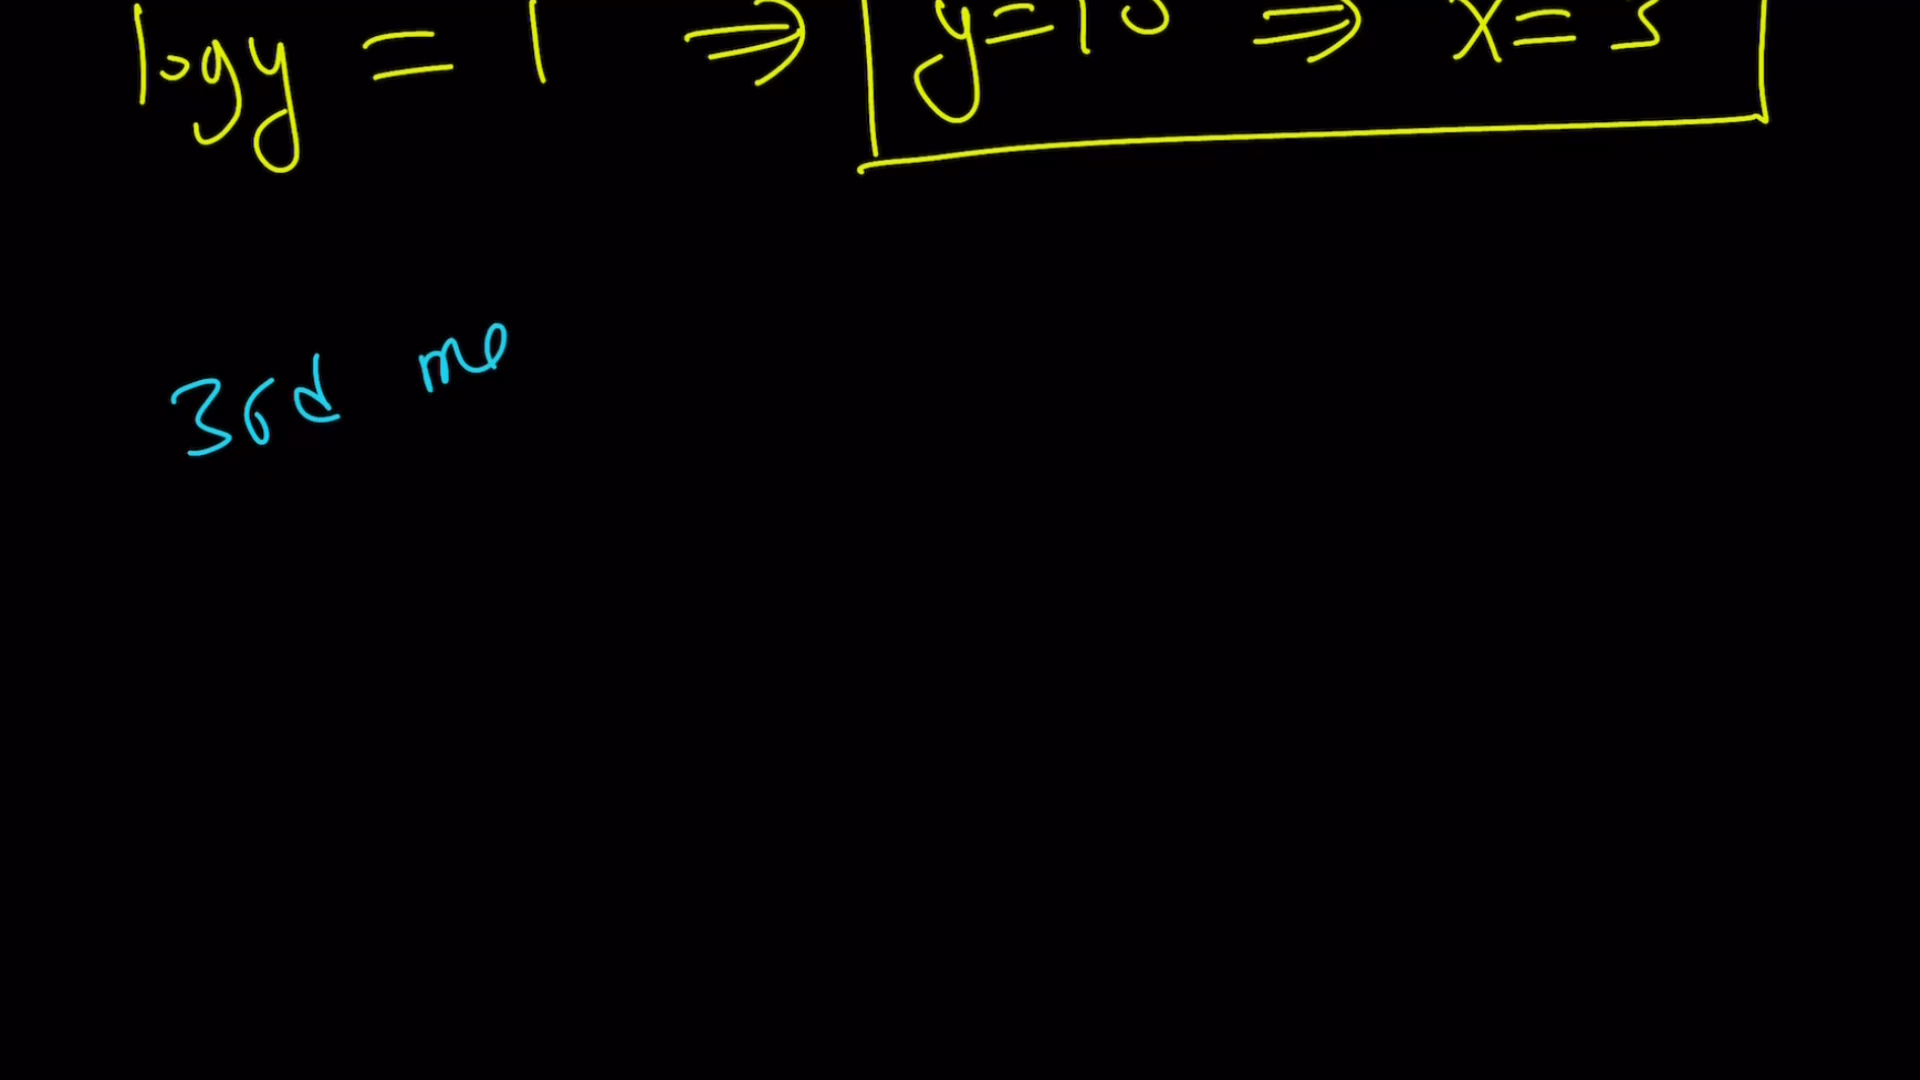 logy = 1 ⇒ y=10 ⇒ x=3
3rd me